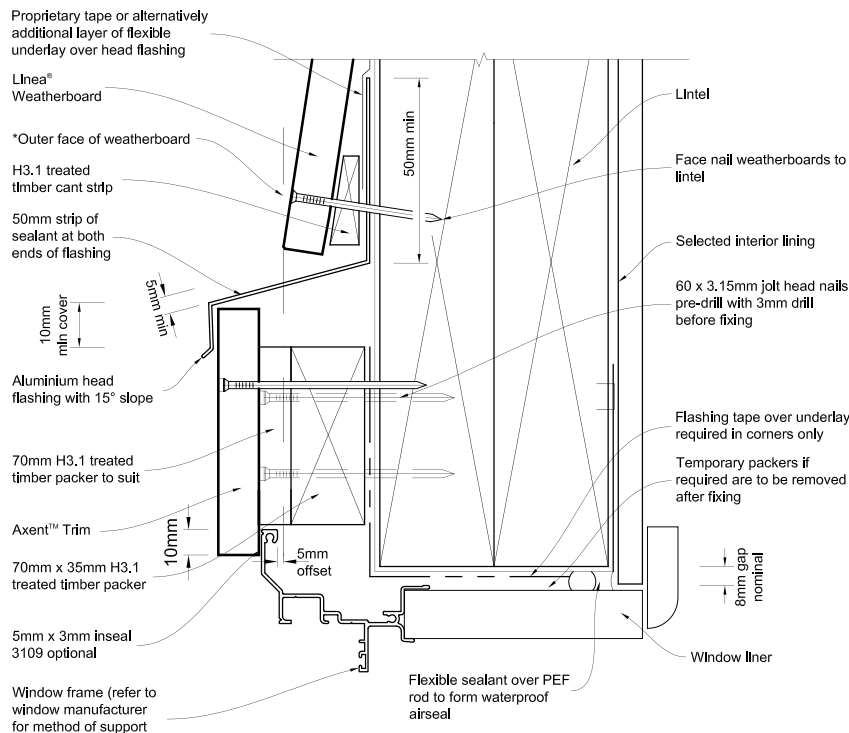 Proprietary tape or alternatively
additional layer of flexible
underlay over head flashing
Linea®
Weatherboard
*Outer face of weatherboard
H3.1 treated
timber cant strip
50mm strip of
sealant at both
ends of flashing
5mm min
10mm
min cover
Aluminium head
flashing with 15° slope
70mm H3.1 treated
timber packer to suit
Axent™ Trim
10mm
70mm x 35mm H3.1
treated timber packer
5mm
offset
5mm x 3mm inseal
3109 optional
Window frame (refer to
window manufacturer
for method of support
50mm min
Lintel
Face nail weatherboards to
lintel
Selected interior lining
60 x 3.15mm jolt head nails
pre-drill with 3mm drill
before fixing
Flashing tape over underlay
required in corners only
Temporary packers if
required are to be removed
after fixing
8mm gap
nominal
Window liner
Flexible sealant over PEF
rod to form waterproof
airseal